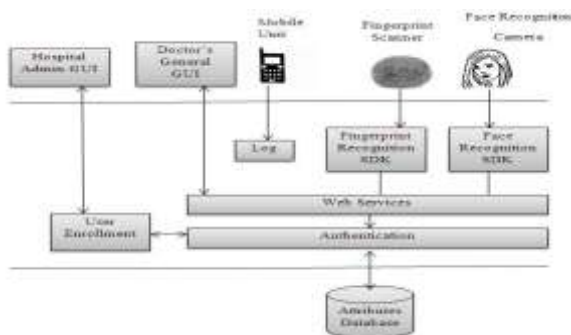 Mobile
User
Fingerprint
Scanner
Face Recognition
Camera
Hospital
Admin GUI
Doctor's
General
GUI
Log
Fingerprint
Recognition
SDK
Face
Recognition
SDK
Web Services
User
Enrollment
Authentication
Attributes
Database